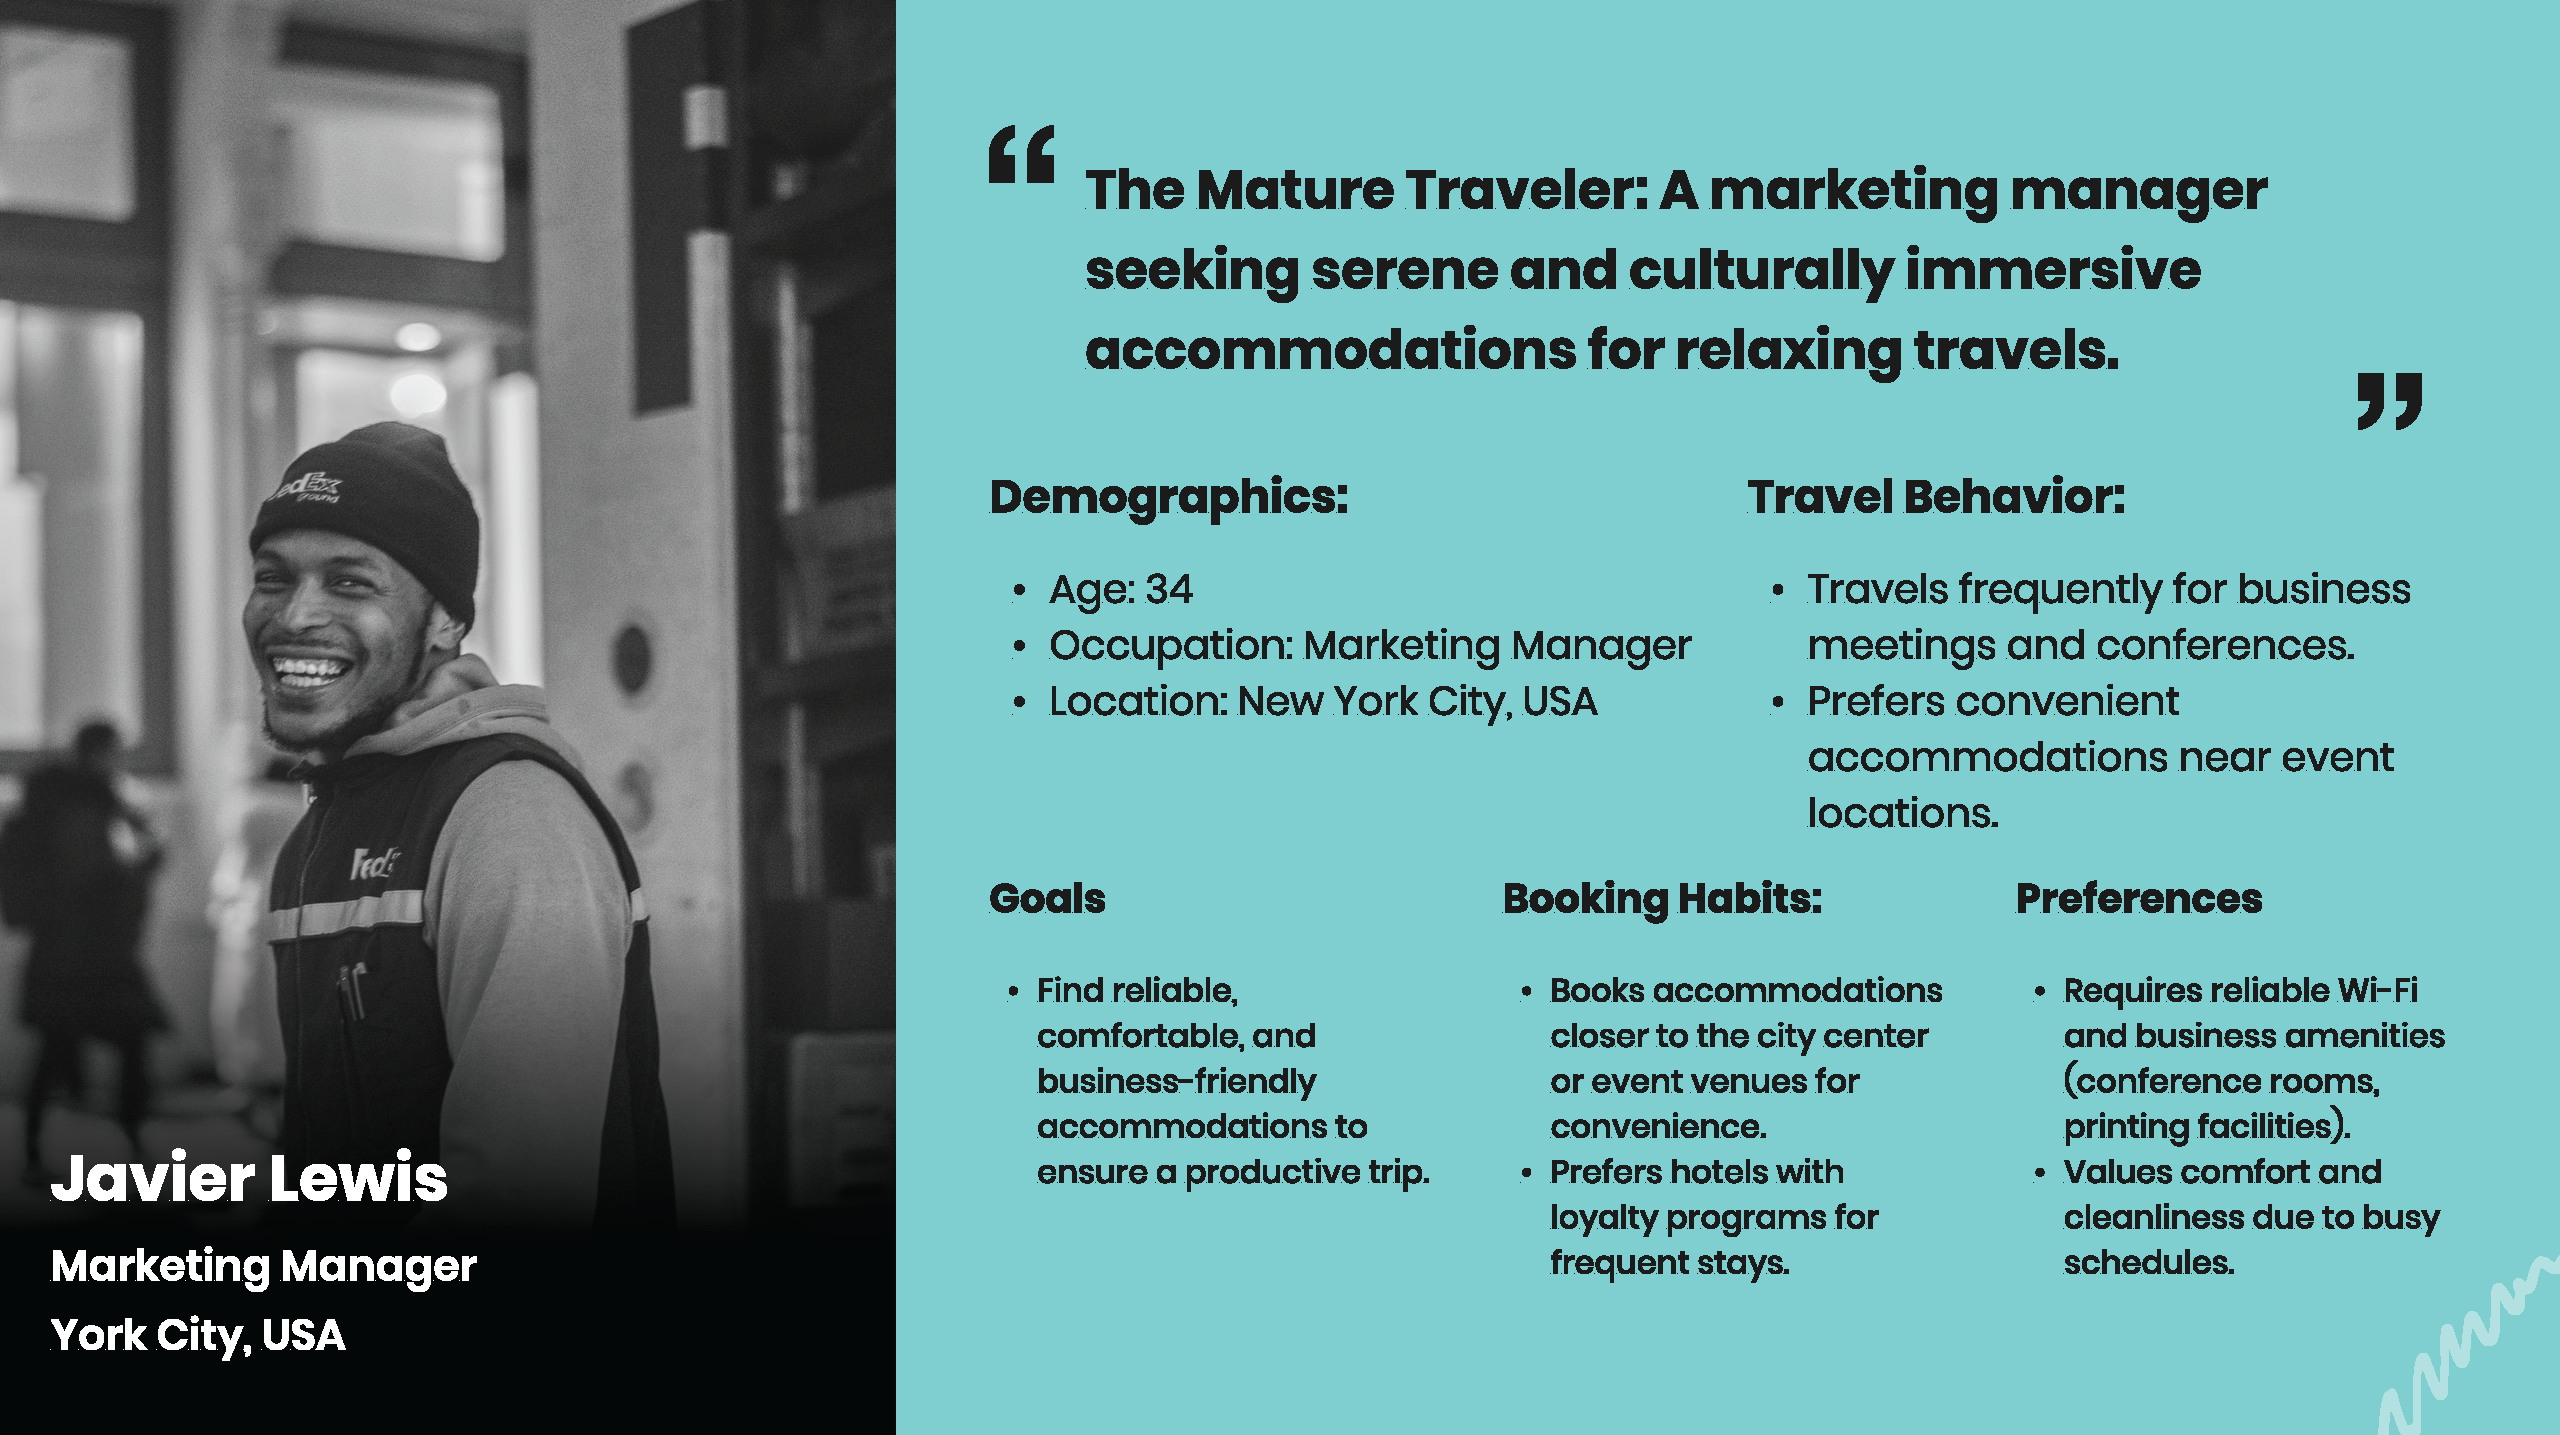 “
The Mature Traveler: A marketing manager
seeking serene and culturally immersive
accommodations for relaxing travels.
”
Demographics:
• Age: 34
• Occupation: Marketing Manager
• Location: New York City, USA
Travel Behavior:
• Travels frequently for business
meetings and conferences.
• Prefers convenient
accommodations near event
locations.
Goals
• Find reliable,
comfortable, and
business-friendly
accommodations to
ensure a productive trip.
Booking Habits:
• Books accommodations
closer to the city center
or event venues for
convenience.
• Prefers hotels with
loyalty programs for
frequent stays.
Preferences
• Requires reliable Wi-Fi
and business amenities
(conference rooms,
printing facilities).
• Values comfort and
cleanliness due to busy
schedules.
edEx
ground
FedE
Javier Lewis
Marketing Manager
York City, USA